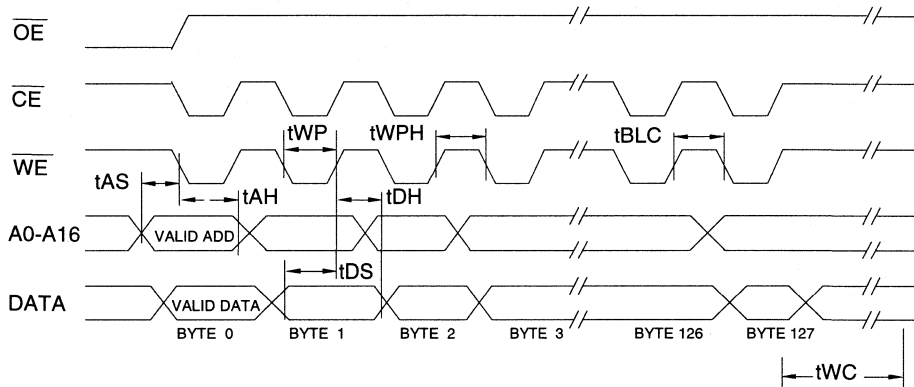 OE
CE
tWP tWPH tBLC
WE
tAS
tAH tDH
A0-A16 VALID ADD
tDS
DATA VALID DATA
BYTE 0 BYTE 1 BYTE 2 BYTE 3 BYTE 126 BYTE 127
tWC